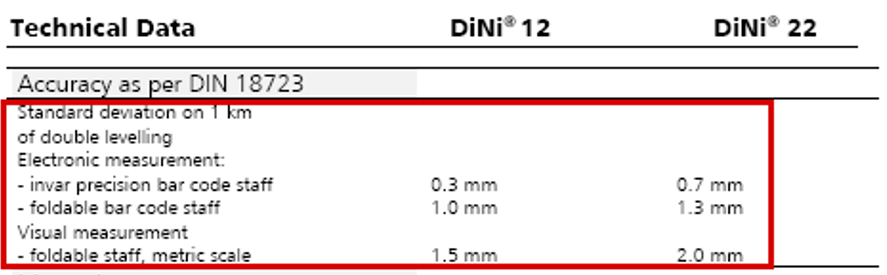 Technical Data DiNi® 12 DiNi® 22
Accuracy as per DIN 18723
Standard deviation on 1 km
of double levelling
Electronic measurement:
- invar precision bar code staff 0.3 mm 0.7 mm
- foldable bar code staff 1.0 mm 1.3 mm
Visual measurement
- foldable staff, metric scale 1.5 mm 2.0 mm